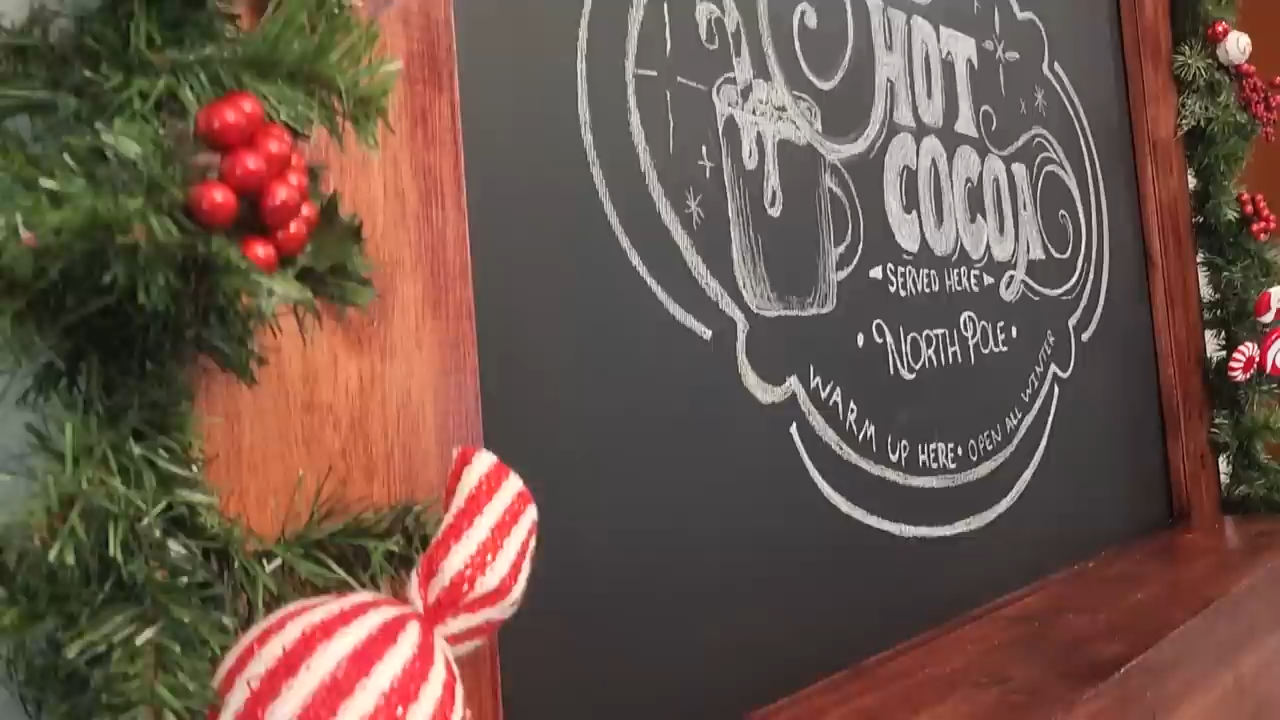 HOT
COCOA
SERVED HERE
• NORTH POLE •
WARM UP HERE • OPEN ALL WINTER